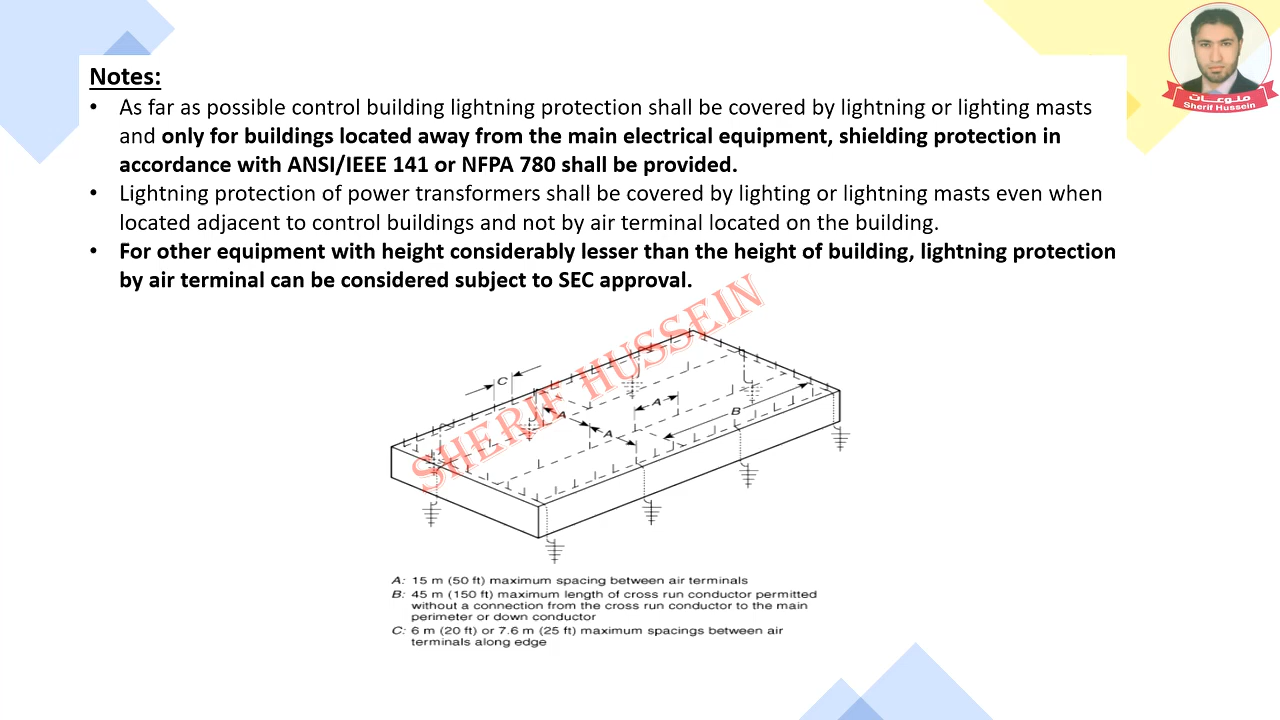 Notes:
• As far as possible control building lightning protection shall be covered by lightning or lighting masts
and only for buildings located away from the main electrical equipment, shielding protection in
accordance with ANSI/IEEE 141 or NFPA 780 shall be provided.
• Lightning protection of power transformers shall be covered by lighting or lightning masts even when
located adjacent to control buildings and not by air terminal located on the building.
• For other equipment with height considerably lesser than the height of building, lightning protection
by air terminal can be considered subject to SEC approval.
ملوعات
Sherif Hussein
SHERIF HUSSEIN
C
A
A
A
B
A: 15 m (50 ft) maximum spacing between air terminals
B: 45 m (150 ft) maximum length of cross run conductor permitted
without a connection from the cross run conductor to the main
perimeter or down conductor
C: 6 m (20 ft) or 7.6 m (25 ft) maximum spacings between air
terminals along edge